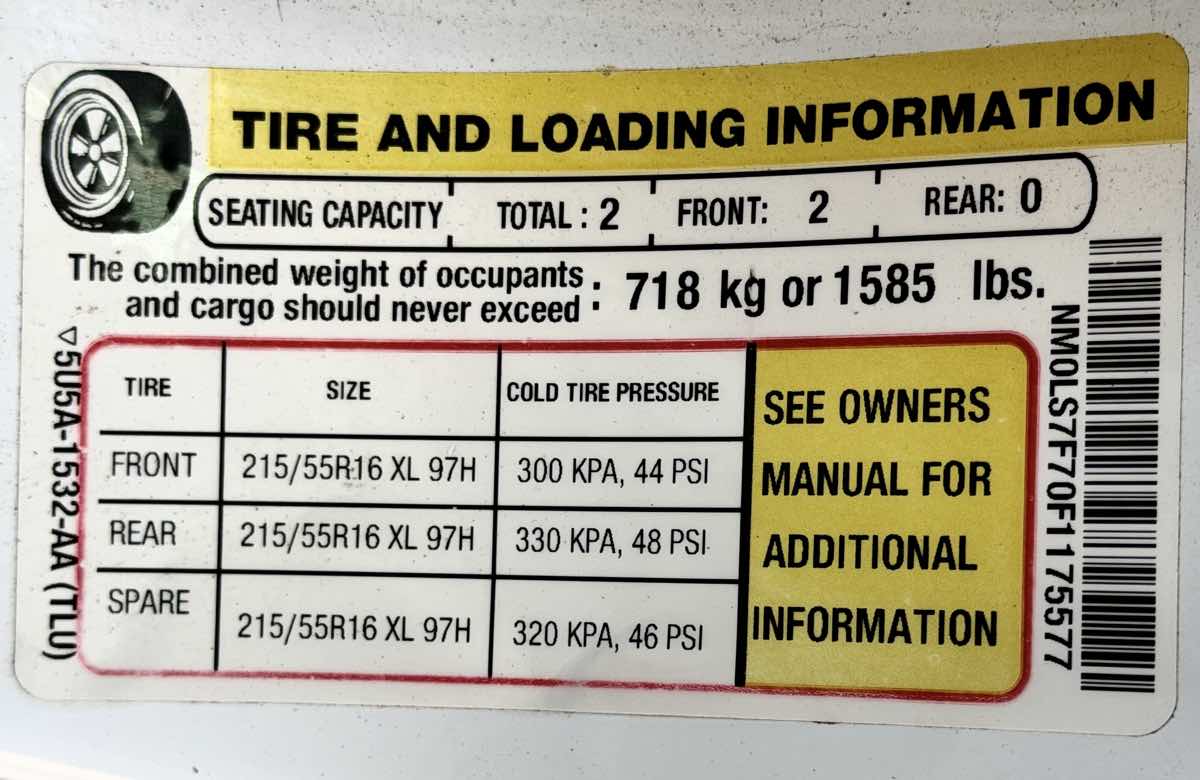 TIRE AND LOADING INFORMATION
SEATING CAPACITY TOTAL : 2 FRONT: 2 REAR: 0
The combined weight of occupants
and cargo should never exceed : 718 kg or 1585 lbs.
TIRE SIZE COLD TIRE PRESSURE
FRONT 215/55R16 XL 97H 300 KPA, 44 PSI
REAR 215/55R16 XL 97H 330 KPA, 48 PSI
SPARE 215/55R16 XL 97H 320 KPA, 46 PSI
SEE OWNERS
MANUAL FOR
ADDITIONAL
INFORMATION
5U5A-1532-AA (TLU)
NM0LS7F70F1175577